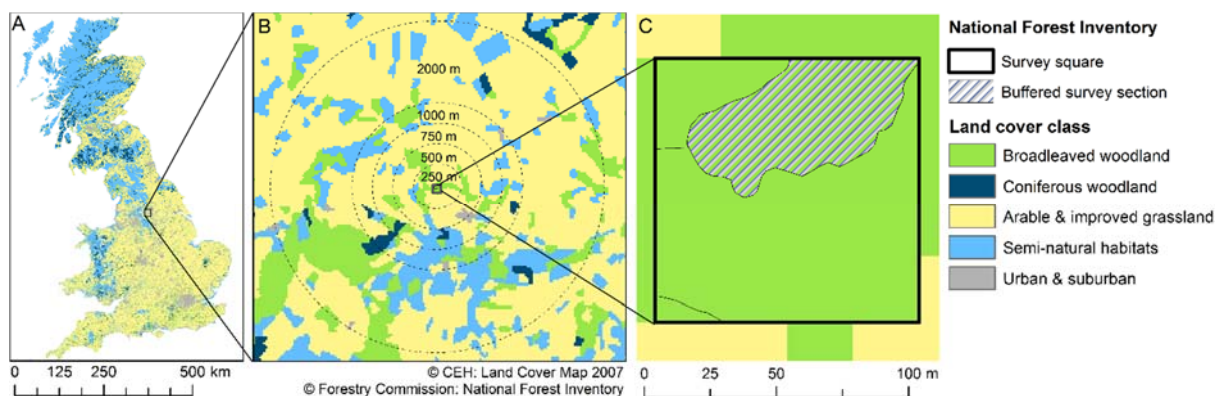 A
B
C
2000 m
1000 m
750 m
500 m
250 m
National Forest Inventory
Survey square
Buffered survey section
Land cover class
Broadleaved woodland
Coniferous woodland
Arable & improved grassland
Semi-natural habitats
Urban & suburban
0 125 250 500 km
© CEH: Land Cover Map 2007
© Forestry Commission: National Forest Inventory
0 25 50 100 m